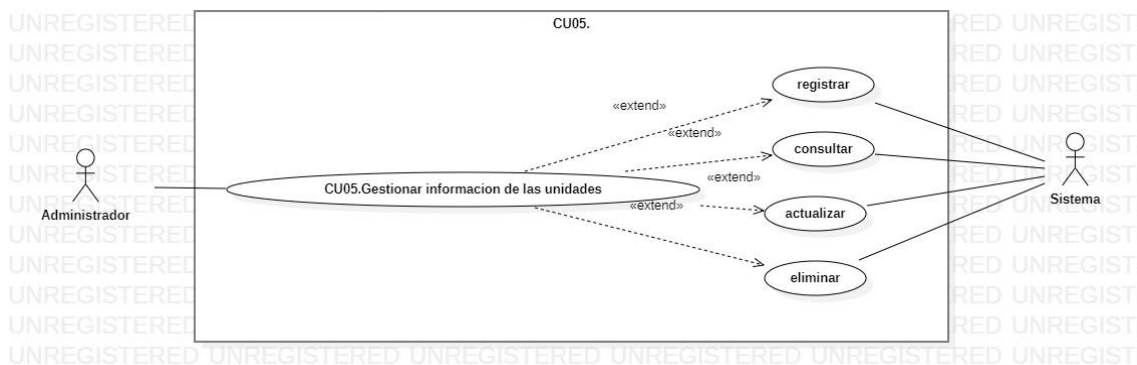 UNREGISTERED UNREGISTERED UNREGISTERED UNREGISTERED UNREGISTERED UNREGIST
CU05.
registrar
«extend»
«extend»
consultar
«extend»
CU05.Gestionar informacion de las unidades
«extend»
actualizar
eliminar
Administrador
Sistema